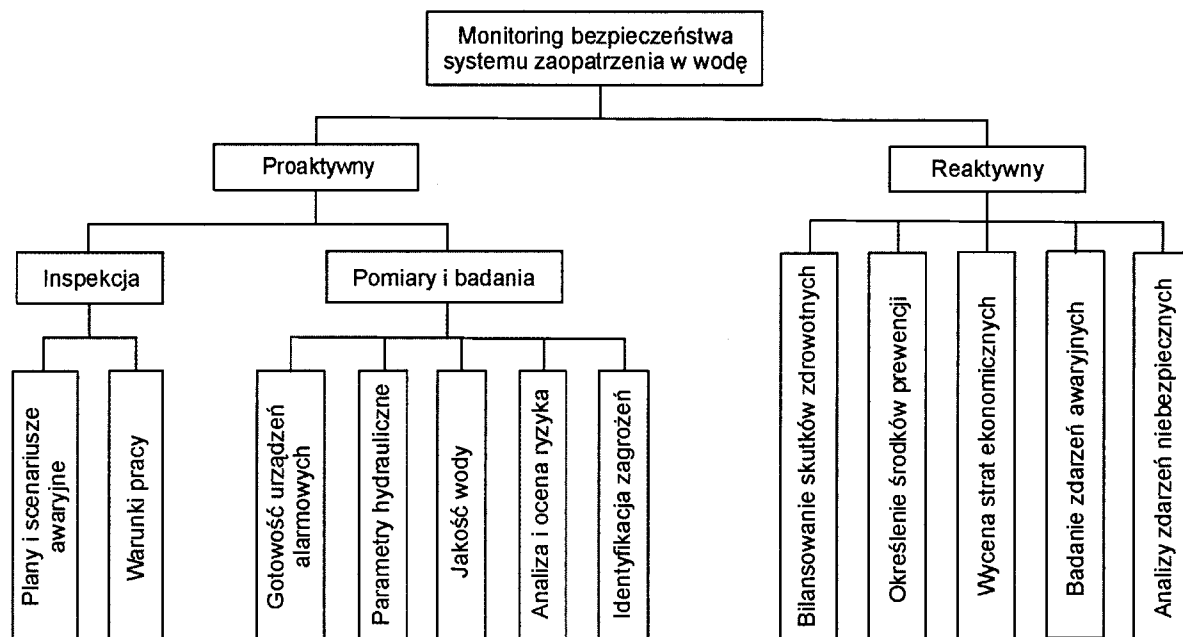 Monitoring bezpieczeństwa
systemu zaopatrzenia w wodę
Proaktywny
Reaktywny
Inspekcja
Pomiary i badania
Plany i scenariusze
awaryjne
Warunki pracy
Gotowość urządzeń
alarmowych
Parametry hydrauliczne
Jakość wody
Analiza i ocena ryzyka
Identyfikacja zagrożeń
Bilansowanie skutków zdrowotnych
Określenie środków prewencji
Wycena strat ekonomicznych
Badanie zdarzeń awaryjnych
Analizy zdarzeń niebezpiecznych